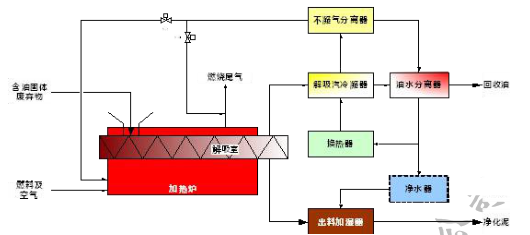 不凝气分离器
燃烧尾气
含油固体
废弃物
解吸汽冷凝器
油水分离器
回收油
解吸室
换热器
加热炉
燃料及
空气
净水器
出料加湿器
净化泥